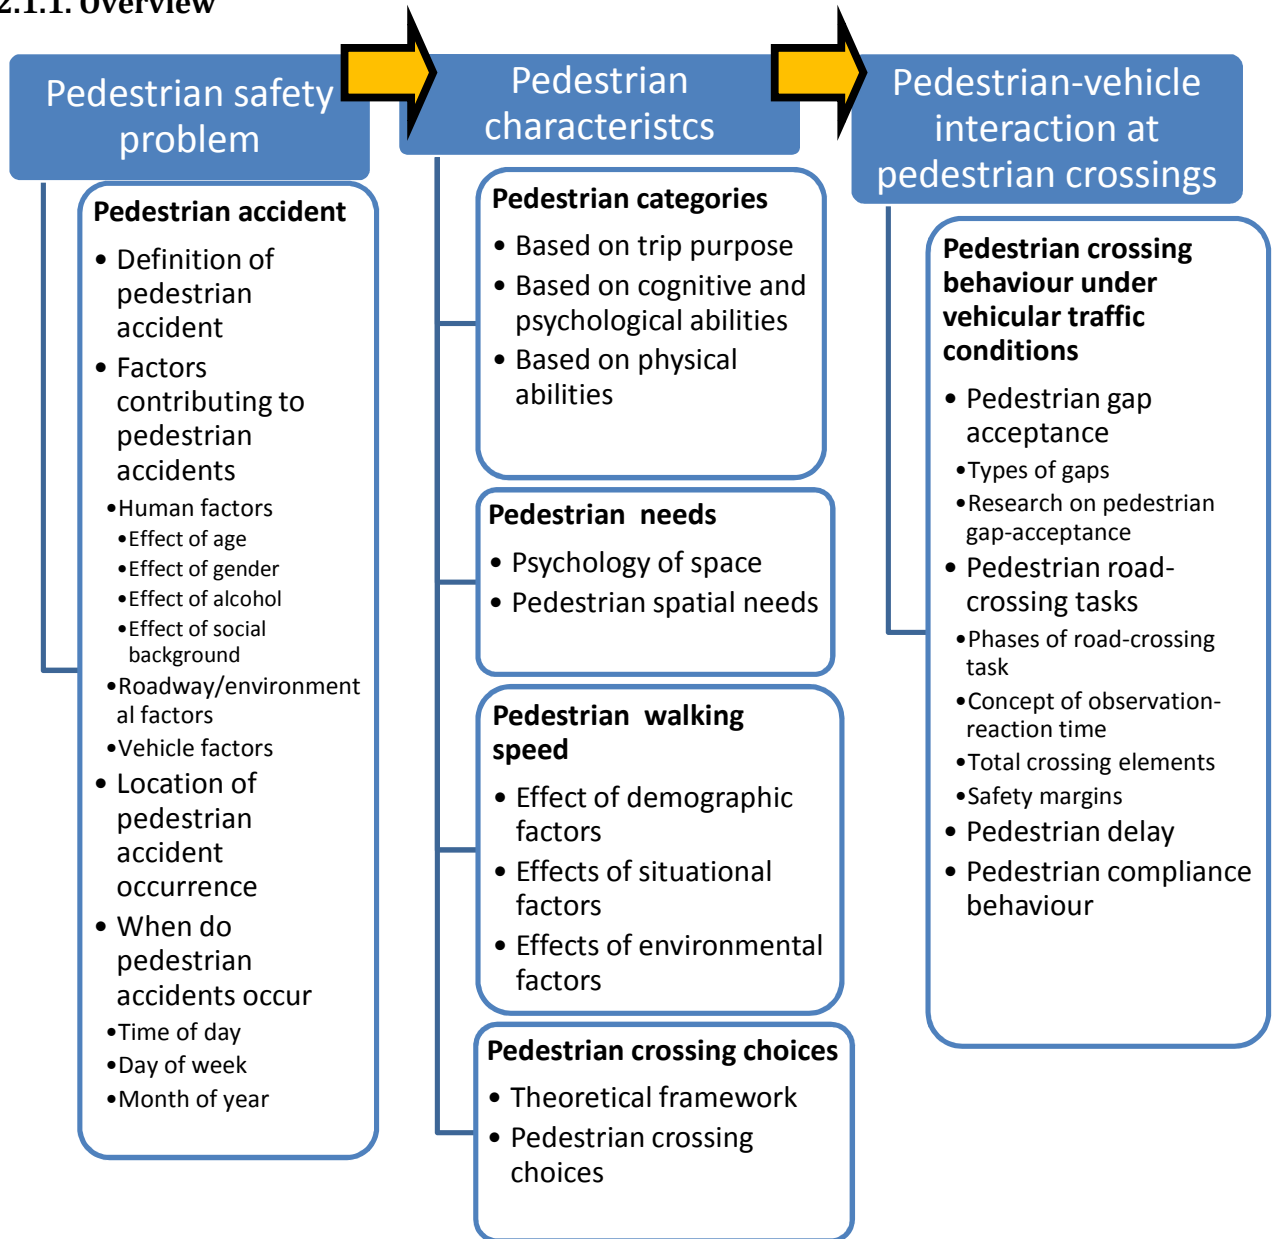 2.1.1. Overview
Pedestrian safety
problem
Pedestrian accident
• Definition of
pedestrian
accident
• Factors
contributing to
pedestrian
accidents
•Human factors
•Effect of age
•Effect of gender
•Effect of alcohol
•Effect of social
background
•Roadway/environment
al factors
•Vehicle factors
• Location of
pedestrian
accident
occurrence
• When do
pedestrian
accidents occur
•Time of day
•Day of week
•Month of year
Pedestrian
characteristcs
Pedestrian categories
• Based on trip purpose
• Based on cognitive and
psychological abilities
• Based on physical
abilities
Pedestrian needs
• Psychology of space
• Pedestrian spatial needs
Pedestrian walking
speed
• Effect of demographic
factors
• Effects of situational
factors
• Effects of environmental
factors
Pedestrian crossing choices
• Theoretical framework
• Pedestrian crossing
choices
Pedestrian-vehicle
interaction at
pedestrian crossings
Pedestrian crossing
behaviour under
vehicular traffic
conditions
• Pedestrian gap
acceptance
•Types of gaps
•Research on pedestrian
gap-acceptance
• Pedestrian road-
crossing tasks
•Phases of road-crossing
task
•Concept of observation-
reaction time
•Total crossing elements
•Safety margins
• Pedestrian delay
• Pedestrian compliance
behaviour